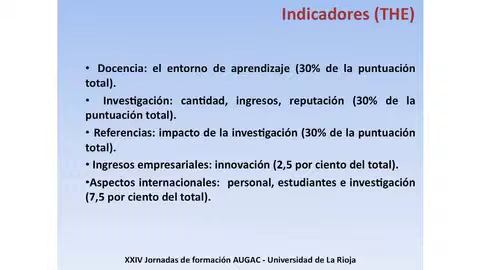 Indicadores (THE)
• Docencia: el entorno de aprendizaje (30% de la puntuación
total).
• Investigación: cantidad, ingresos, reputación (30% de la
puntuación total).
• Referencias: impacto de la investigación (30% de la puntuación
total).
• Ingresos empresariales: innovación (2,5 por ciento del total).
•Aspectos internacionales: personal, estudiantes e investigación
(7,5 por ciento del total).
XXIV Jornadas de formación AUGAC - Universidad de La Rioja